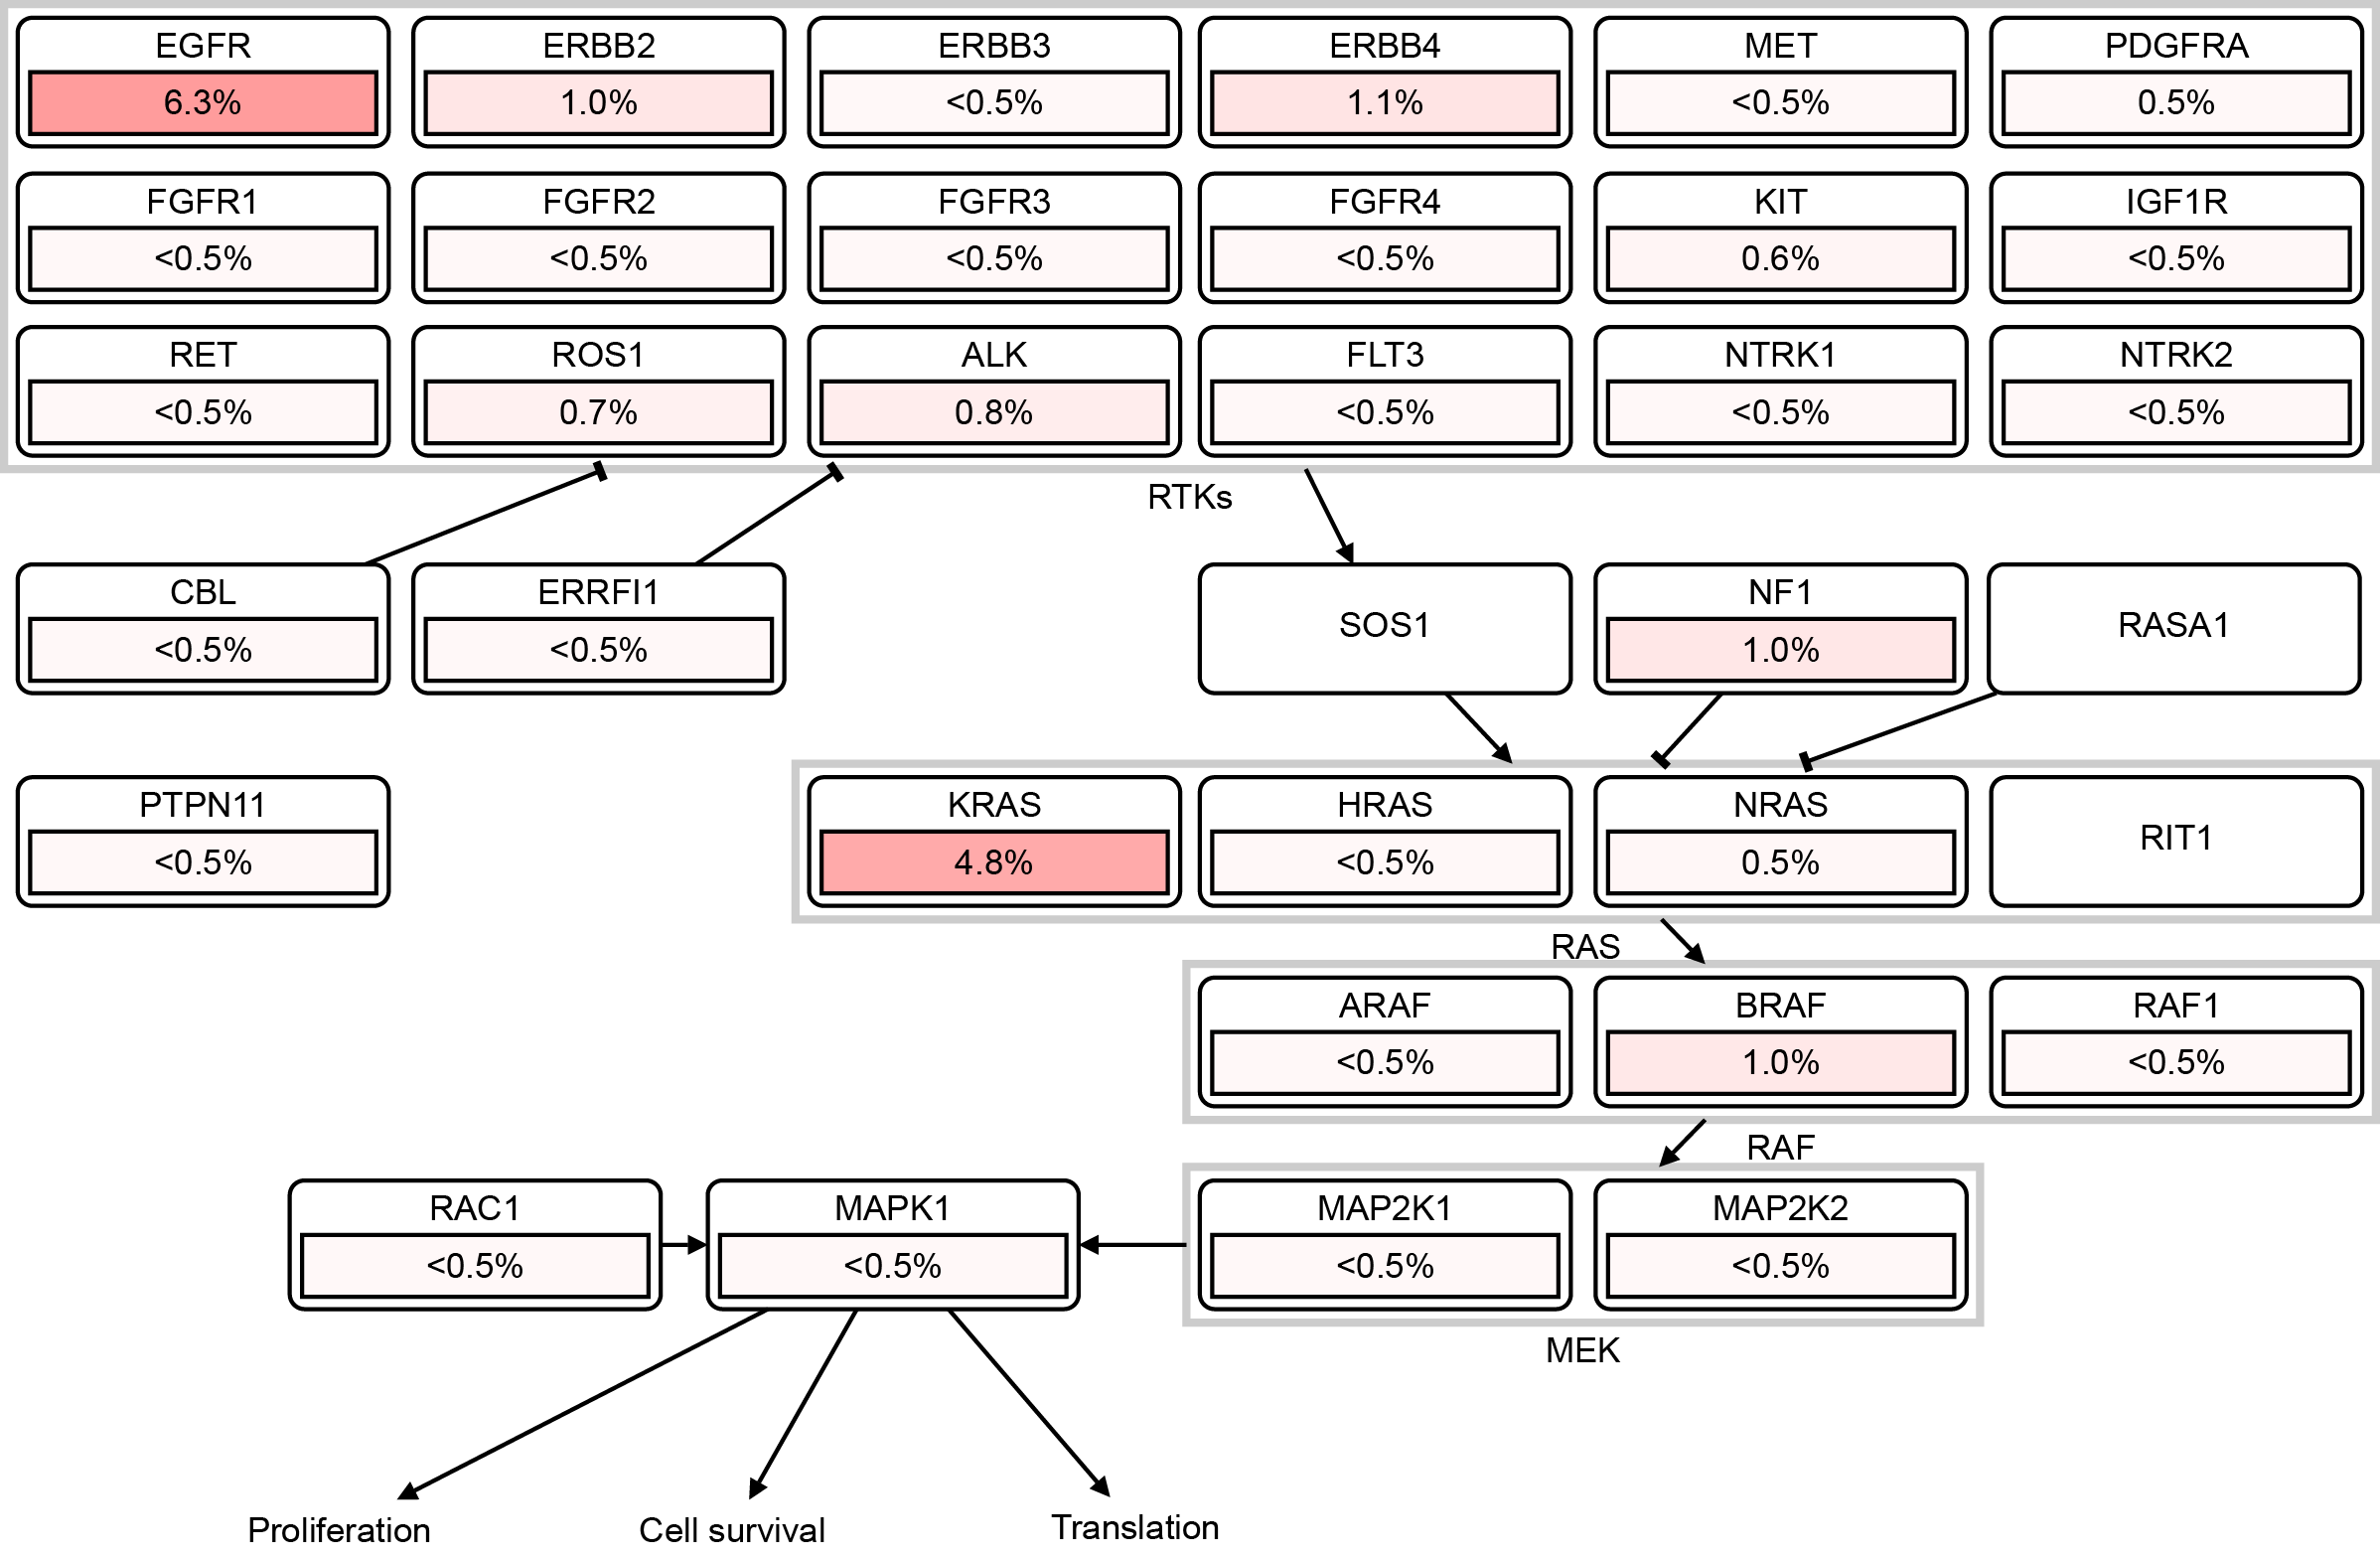 EGFR ERBB2 ERBB3 ERBB4 MET PDGFRA
6.3% 1.0% <0.5% 1.1% <0.5% 0.5%
FGFR1 FGFR2 FGFR3 FGFR4 KIT IGF1R
<0.5% <0.5% <0.5% <0.5% 0.6% <0.5%
RET ROS1 ALK FLT3 NTRK1 NTRK2
<0.5% 0.7% 0.8% <0.5% <0.5% <0.5%
RTKs
CBL ERRFI1 SOS1 NF1 RASA1
<0.5% <0.5% 1.0%
PTPN11 KRAS HRAS NRAS RIT1
<0.5% 4.8% <0.5% 0.5%
RAS
ARAF BRAF RAF1
<0.5% 1.0% <0.5%
RAF
RAC1 MAPK1 MAP2K1 MAP2K2
<0.5% <0.5% <0.5% <0.5%
MEK
Proliferation Cell survival Translation